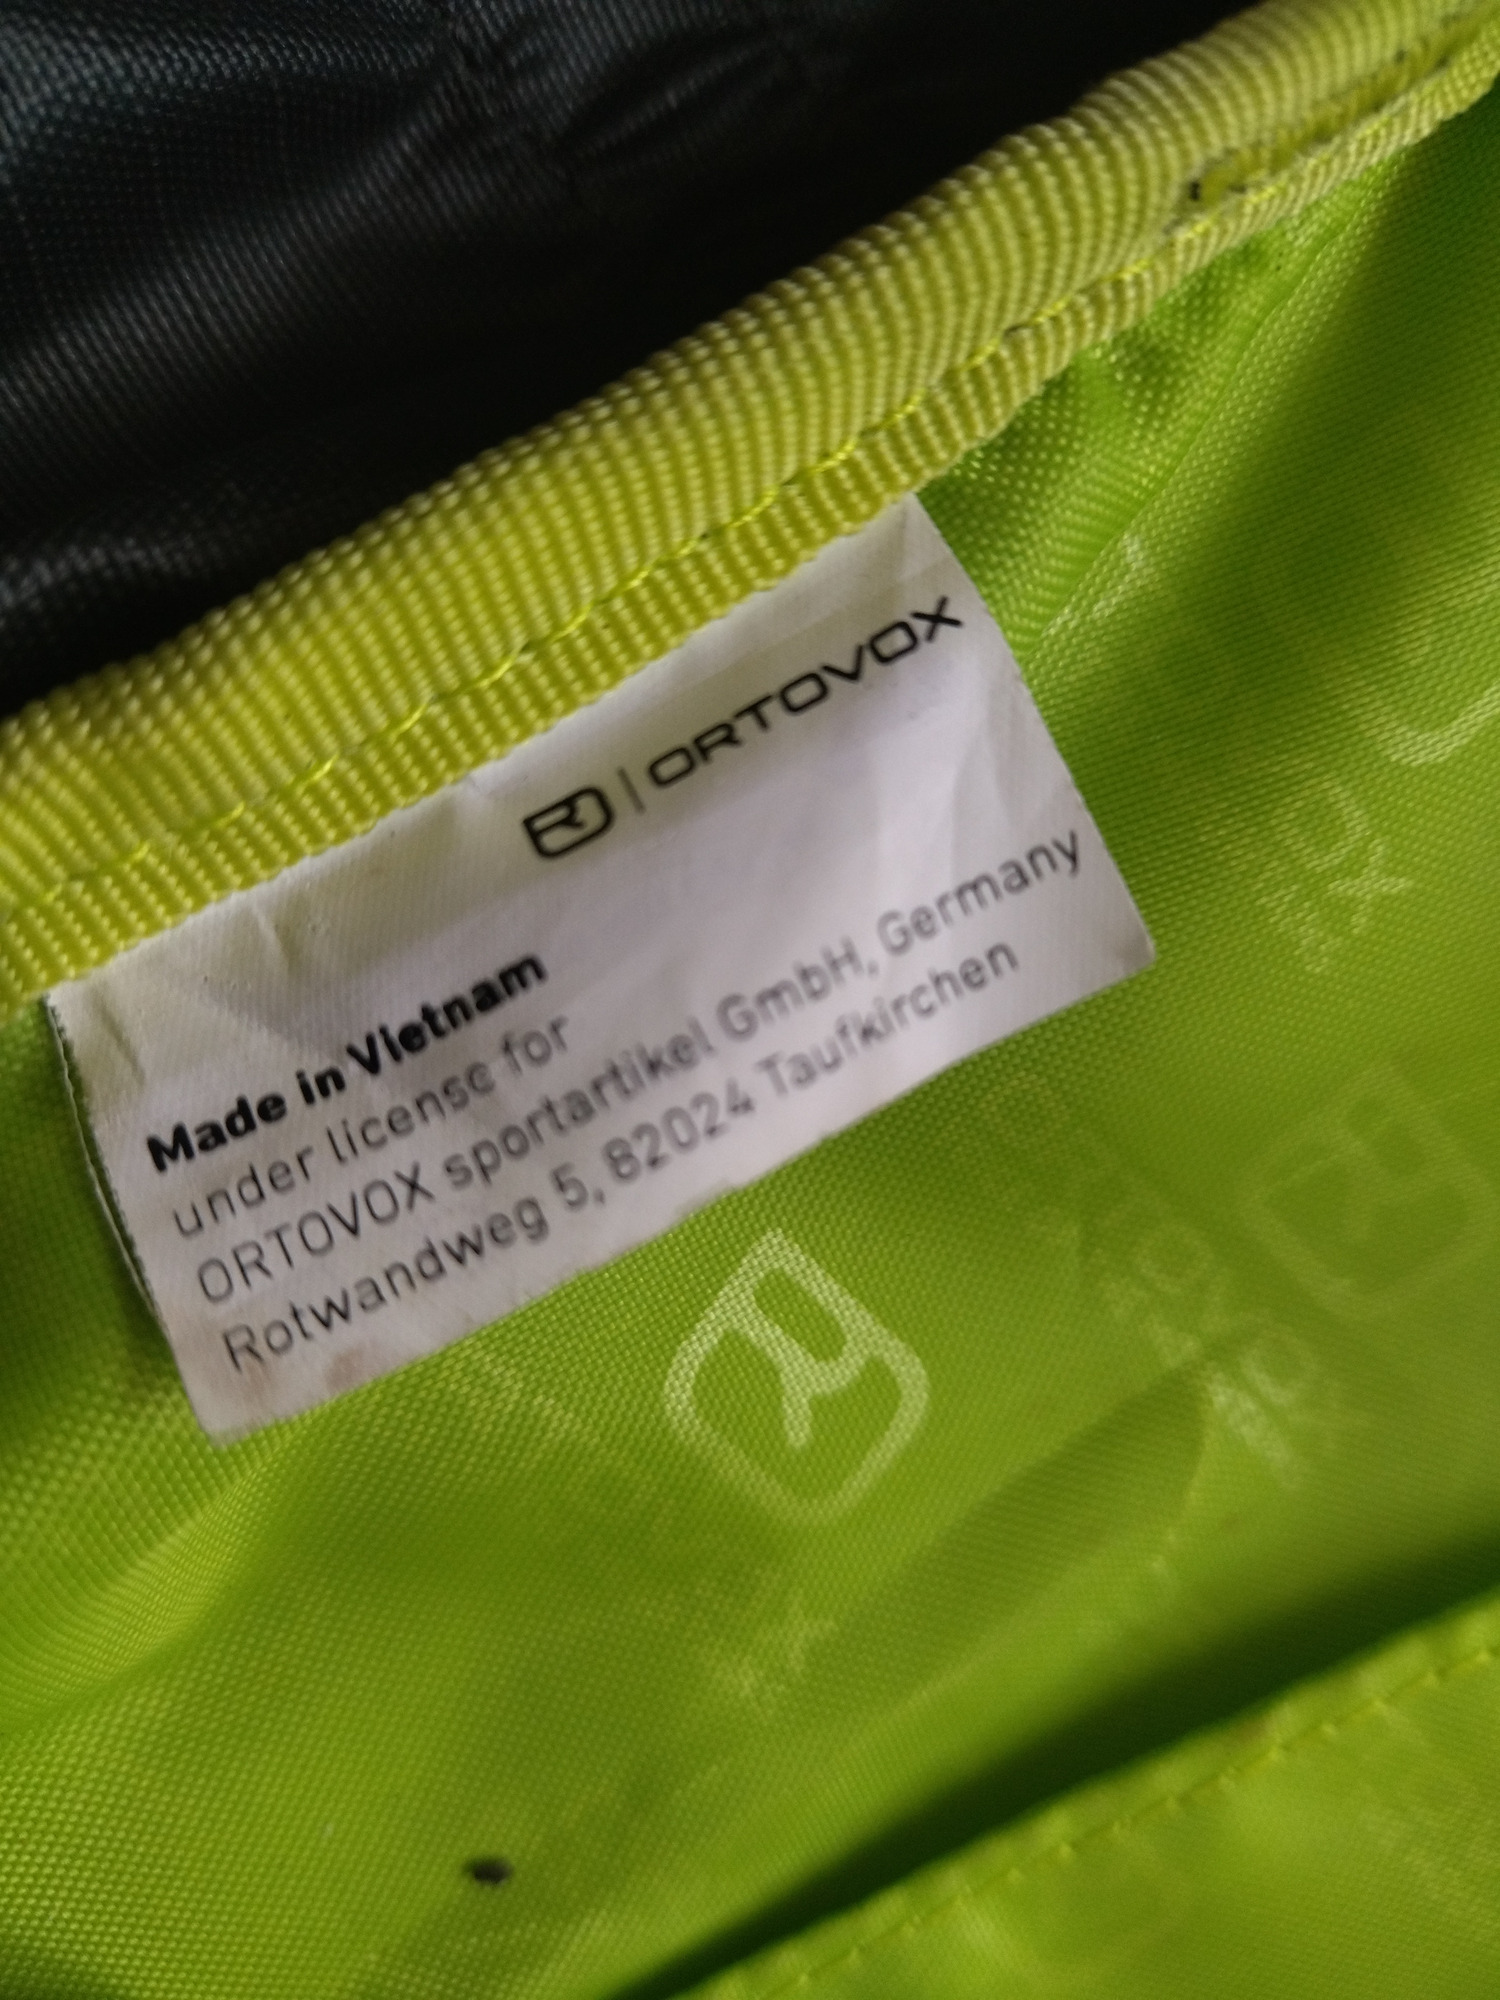 ORTOVOX
Made in Vietnam
under license for
ORTOVOX sportartikel GmbH, Germany
Rotwandweg 5, 82024 Taufkirchen